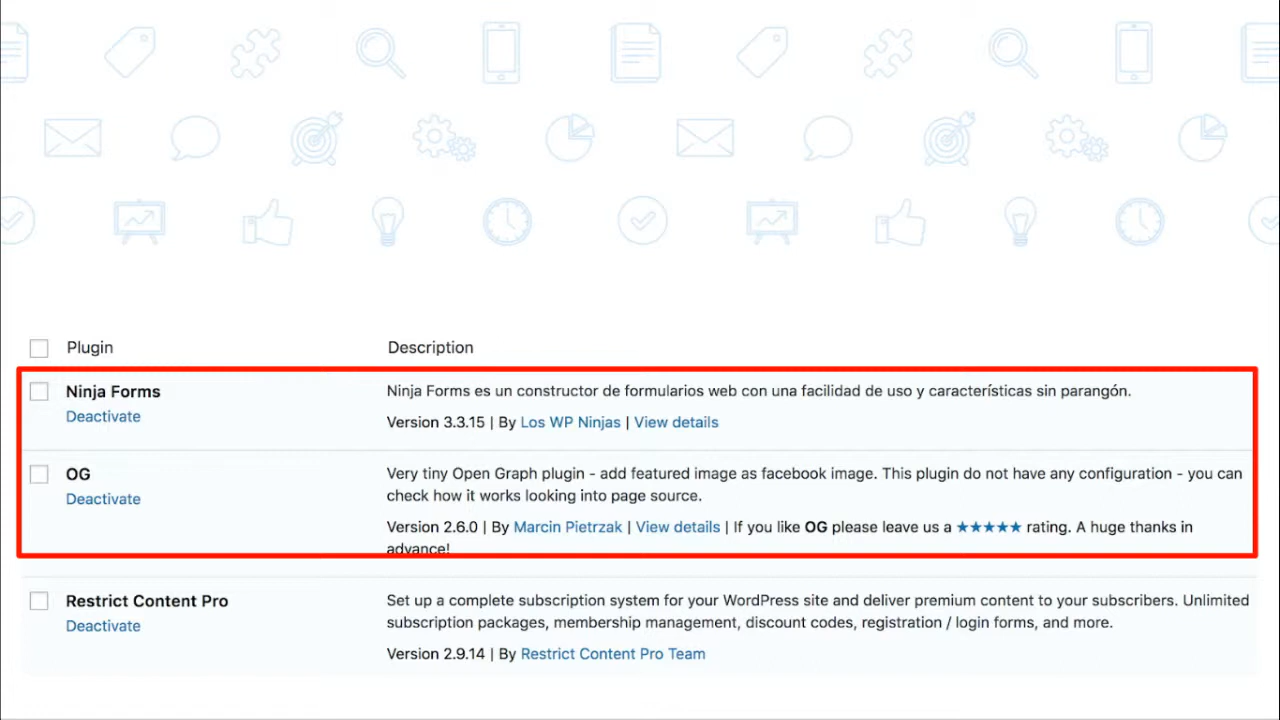 Plugin Description
Ninja Forms Ninja Forms es un constructor de formularios web con una facilidad de uso y características sin parangón.
Deactivate Version 3.3.15 | By Los WP Ninjas | View details
OG Very tiny Open Graph plugin - add featured image as facebook image. This plugin do not have any configuration - you can
check how it works looking into page source.
Deactivate
Version 2.6.0 | By Marcin Pietrzak | View details | If you like OG please leave us a ★★★★★ rating. A huge thanks in
advance!
Restrict Content Pro Set up a complete subscription system for your WordPress site and deliver premium content to your subscribers. Unlimited
subscription packages, membership management, discount codes, registration / login forms, and more.
Deactivate
Version 2.9.14 | By Restrict Content Pro Team